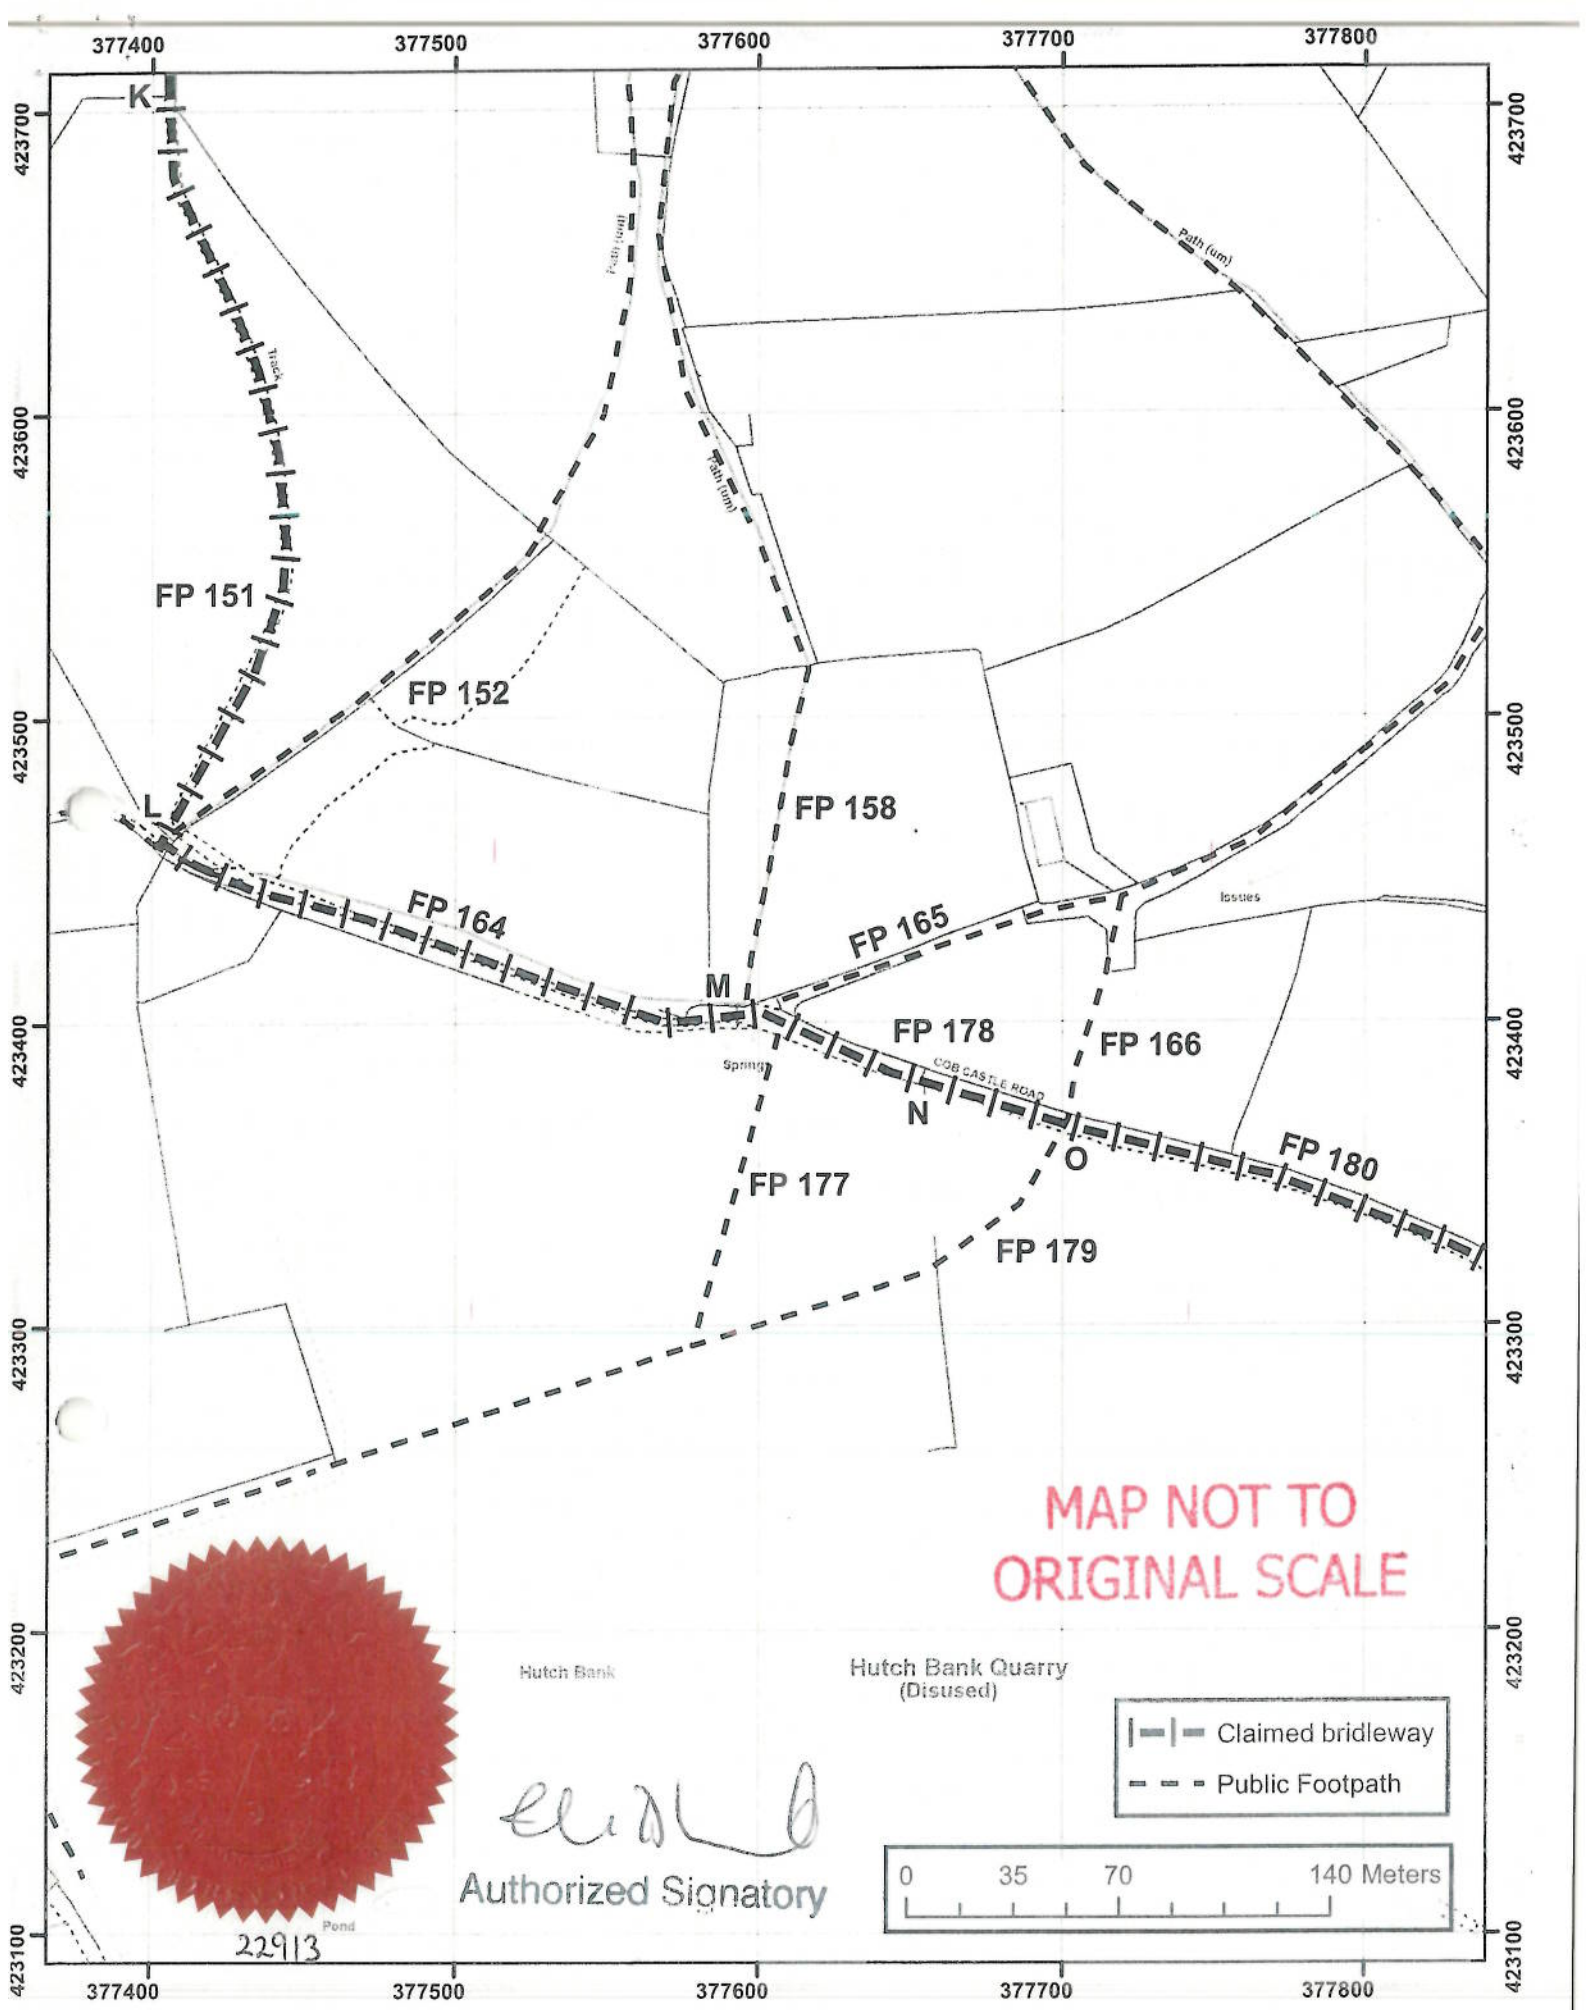 377400 377500 377600 377700 377800
K
423700
423700
Path (um)
Path (um)
Track
423600
423600
Path (um)
FP 151
FP 152
423500
423500
L
FP 158
Issues
FP 164
FP 165
M
423400
423400
FP 178
FP 166
Spring
COB CASTLE ROAD
N
O
FP 180
FP 177
FP 179
423300
423300
MAP NOT TO
ORIGINAL SCALE
423200
423200
Hutch Bank
Hutch Bank Quarry
(Disused)
Claimed bridleway
Public Footpath
0 35 70 140 Meters
Authorized Signatory
Pond
22913
423100
423100
377400 377500 377600 377700 377800